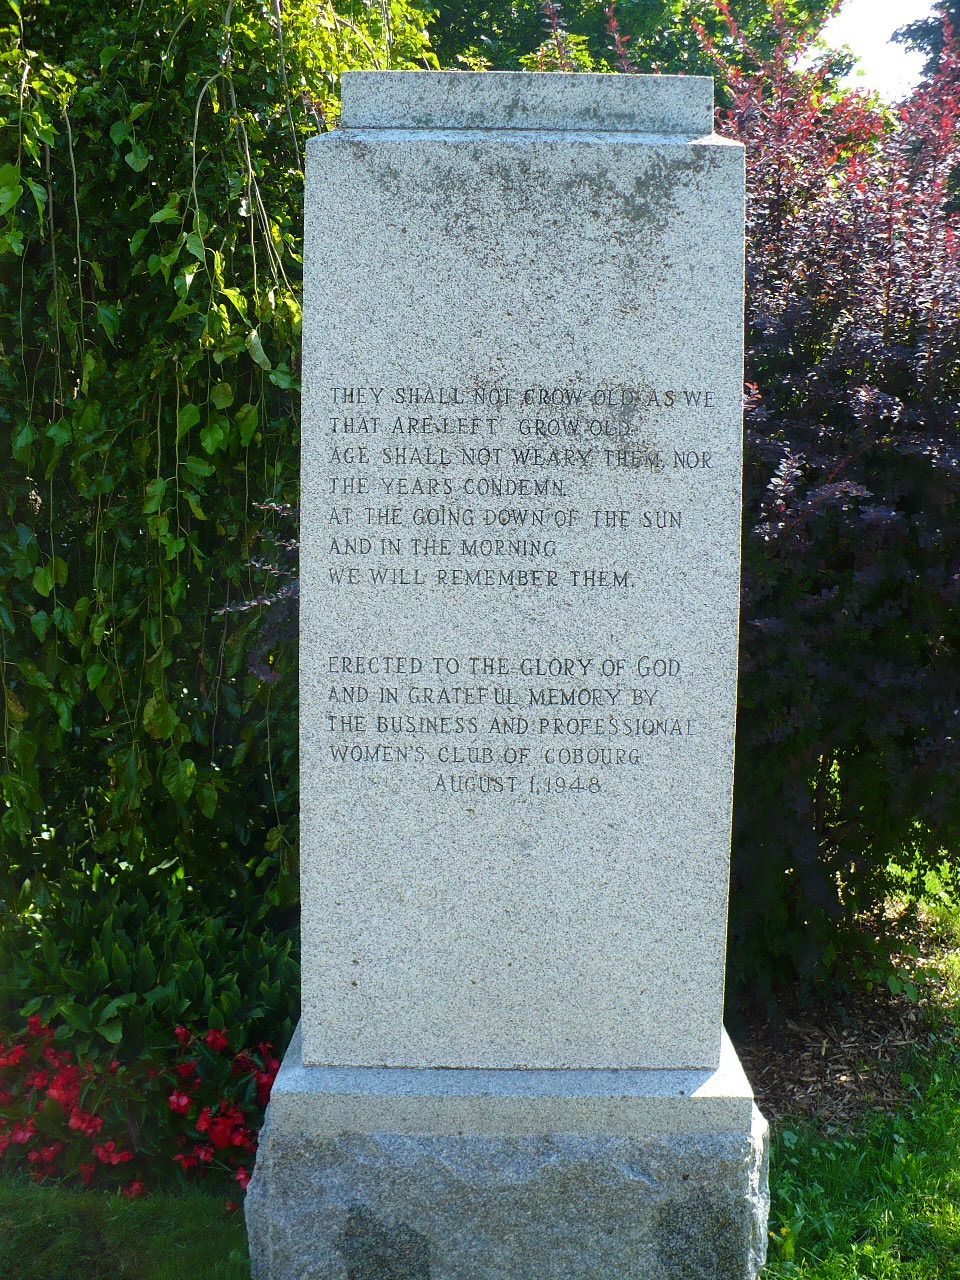 THEY SHALL NOT GROW OLD AS WE
THAT ARE LEFT GROW OLD.
AGE SHALL NOT WEARY THEM, NOR
THE YEARS CONDEMN.
AT THE GOING DOWN OF THE SUN
AND IN THE MORNING
WE WILL REMEMBER THEM.
ERECTED TO THE GLORY OF GOD
AND IN GRATEFUL MEMORY BY
THE BUSINESS AND PROFESSIONAL
WOMEN'S CLUB OF COBOURG
AUGUST 1, 1948.